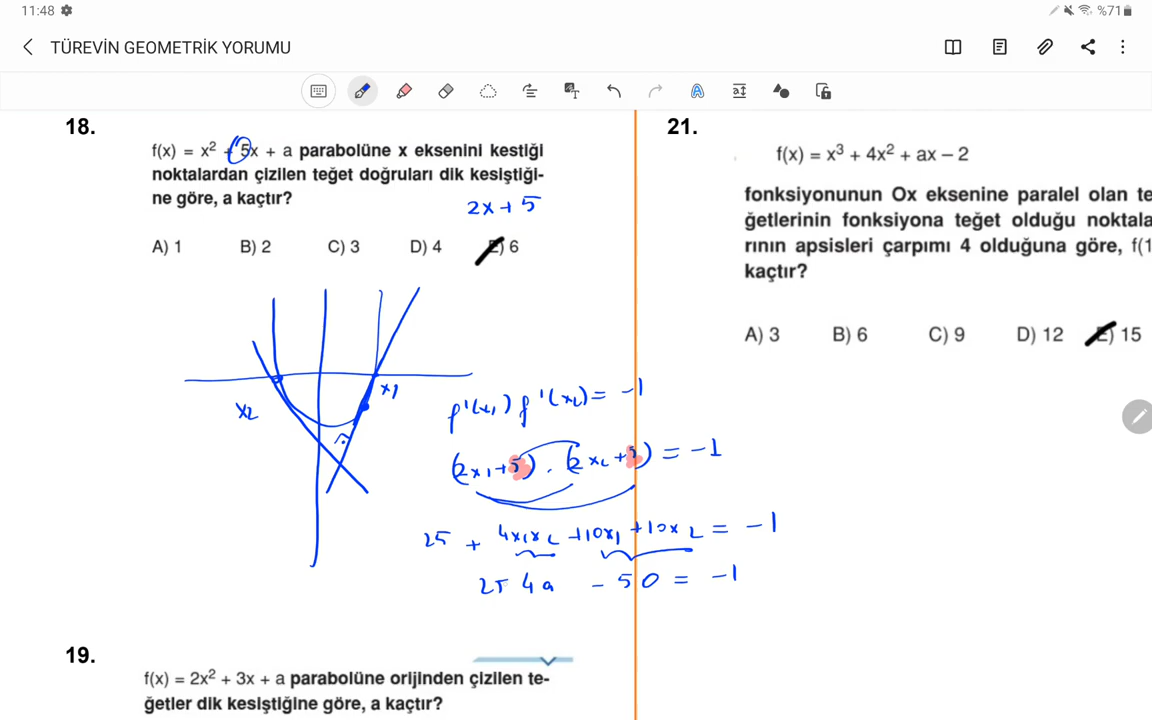 11:48
%71
TÜREVİN GEOMETRİK YORUMU
18.
f(x) = x² + 5x + a parabolüne x eksenini kestiği
noktalardan çizilen teğet doğruları dik kesiştiği-
ne göre, a kaçtır?
2x + 5
A) 1 B) 2 C) 3 D) 4 E) 6
x1
x2
f'(x1) f'(x2) = -1
(2x1+5) . (2x2+5) = -1
25 + 4x1x2 +10x1 +10x2 = -1
25 4a - 50 = -1
19.
f(x) = 2x² + 3x + a parabolüne orijinden çizilen te-
ğetler dik kesiştiğine göre, a kaçtır?
21.
f(x) = x³ + 4x² + ax – 2
fonksiyonunun Ox eksenine paralel olan te
ğetlerinin fonksiyona teğet olduğu noktala
rının apsisleri çarpımı 4 olduğuna göre, f(1
kaçtır?
A) 3 B) 6 C) 9 D) 12 E) 15